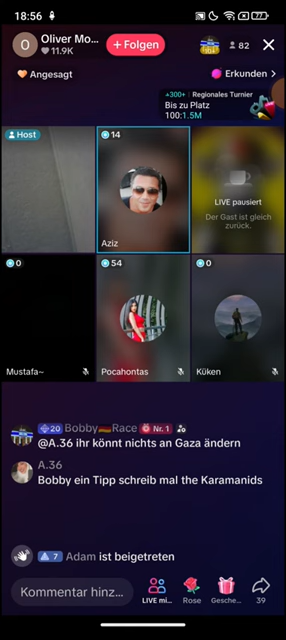 18:56
77
O
Oliver Mo...
11.9K
+ Folgen
82
Angesagt
Erkunden >
+300↑ Regionales Turnier
Bis zu Platz
100:1.5M
Host
14
Aziz
LIVE pausiert
Der Gast ist gleich
zurück.
0
Mustafa~
54
Pocahontas
0
Küken
20 Bobby🇩🇪Race Nr. 1
@A.36 ihr könnt nichts an Gaza ändern
A.36
Bobby ein Tipp schreib mal the Karamanids
7 Adam ist beigetreten
Kommentar hinz...
LIVE mi...
Rose
Gesche...
39